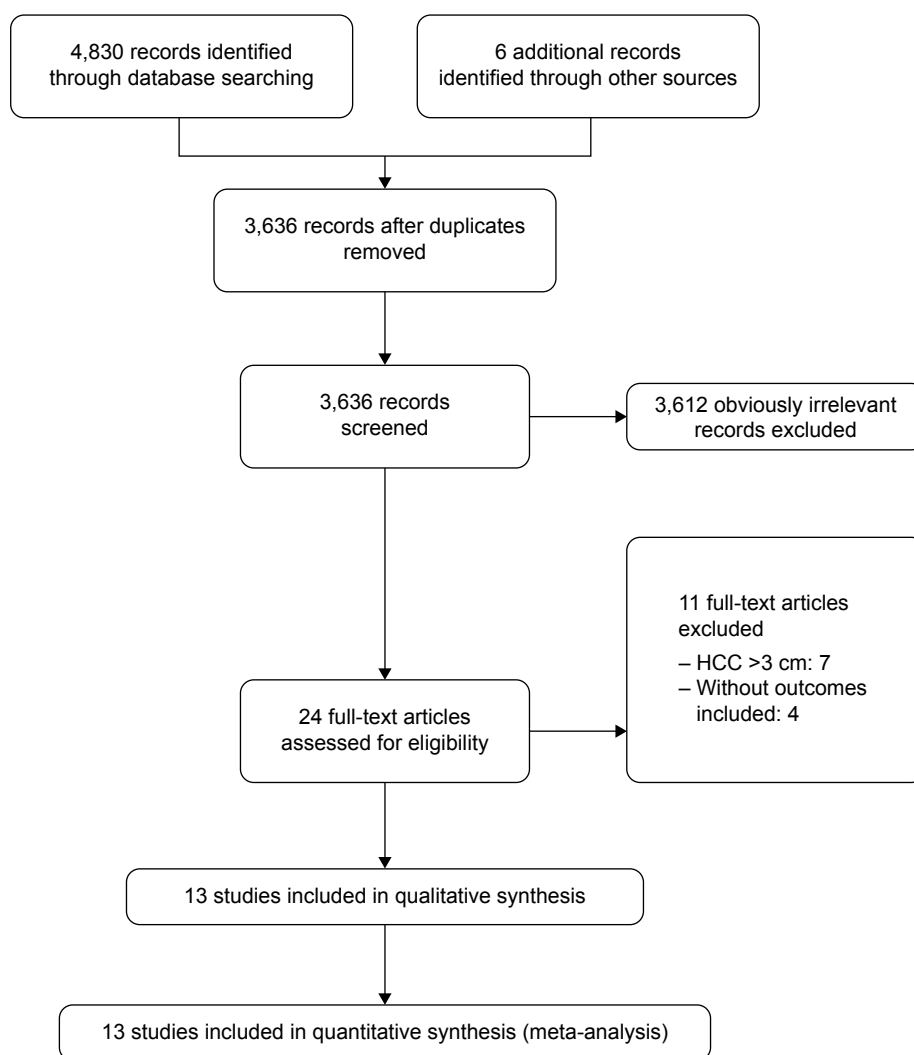 4,830 records identified
through database searching
6 additional records
identified through other sources
3,636 records after duplicates
removed
3,636 records
screened
3,612 obviously irrelevant
records excluded
11 full-text articles
excluded
– HCC >3 cm: 7
– Without outcomes
included: 4
24 full-text articles
assessed for eligibility
13 studies included in qualitative synthesis
13 studies included in quantitative synthesis (meta-analysis)